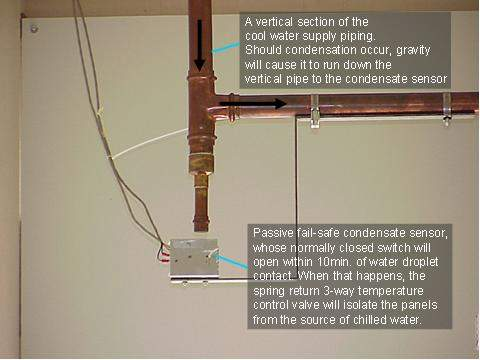 A vertical section of the
cool water supply piping.
Should condensation occur, gravity
will cause it to run down the
vertical pipe to the condensate sensor
Passive fail-safe condensate sensor,
whose normally closed switch will
open within 10min. of water droplet
contact. When that happens, the
spring return 3-way temperature
control valve will isolate the panels
from the source of chilled water.